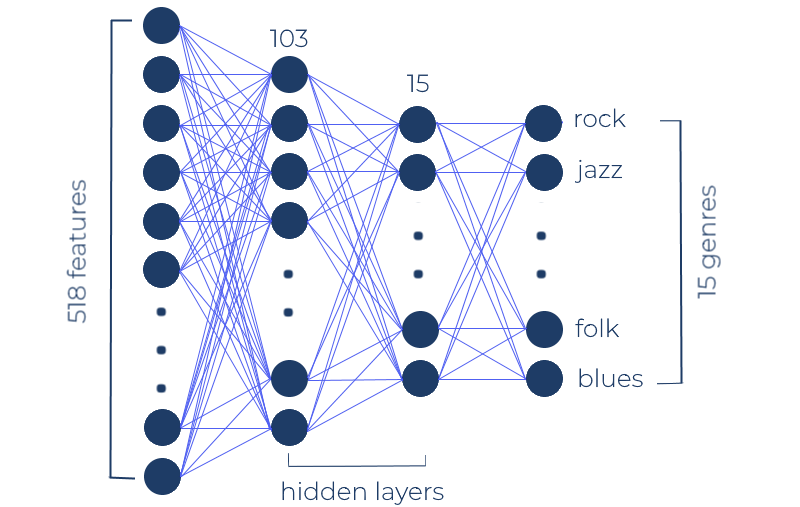 103
15
rock
jazz
518 features
15 genres
folk
blues
hidden layers